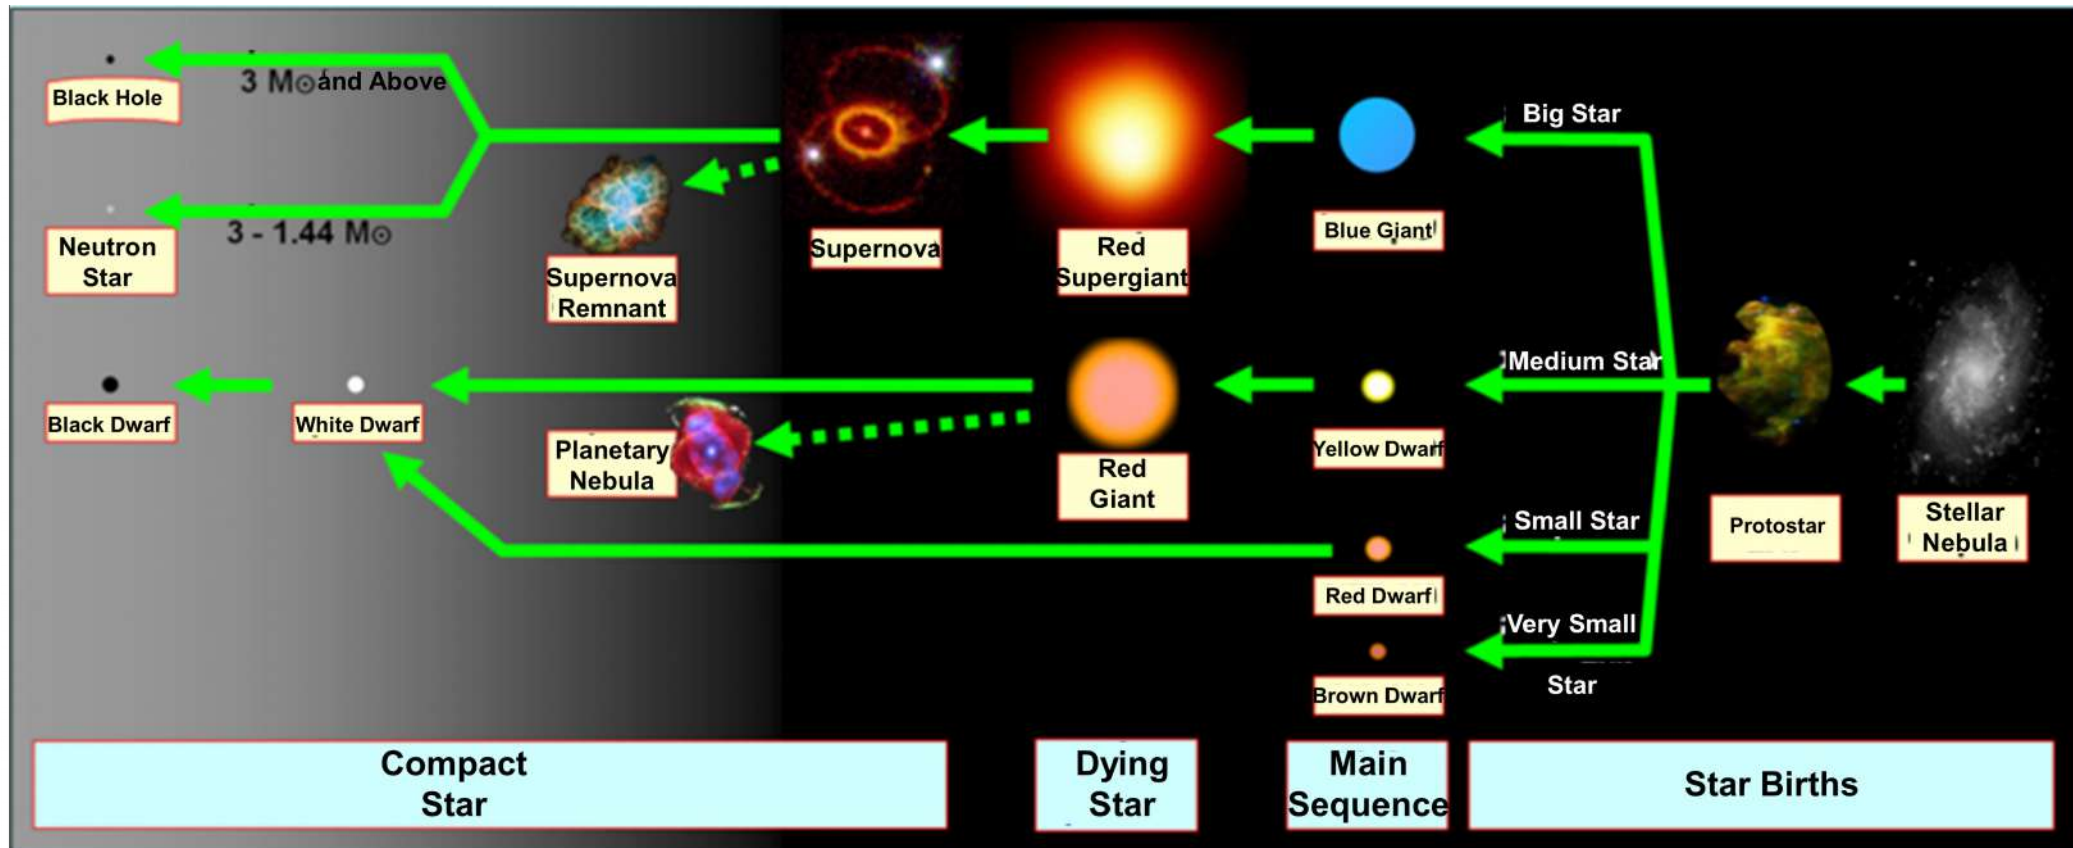 3 M☉ and Above
Black Hole
Big Star
Blue Giant
3 - 1.44 M☉
Neutron
Star
Supernova
Remnant
Supernova
Red
Supergiant
Medium Star
Black Dwarf
White Dwarf
Planetary
Nebula
Red
Giant
Yellow Dwarf
Small Star
Protostar
Stellar
Nebula
Red Dwarf
Very Small
Star
Brown Dwarf
Compact
Star
Dying
Star
Main
Sequence
Star Births